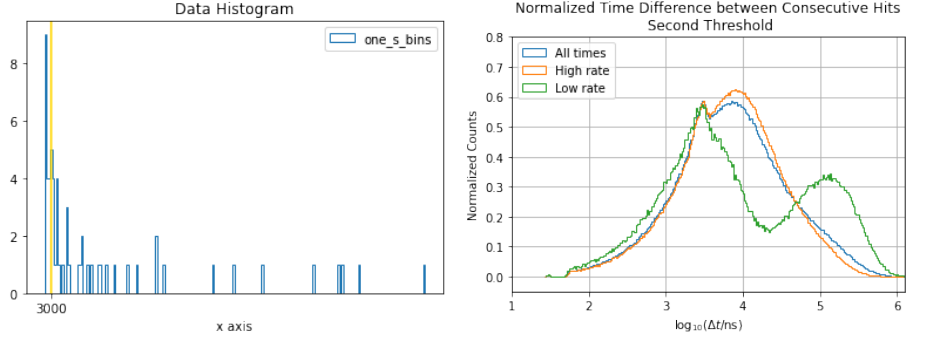 Data Histogram
one_s_bins
8
6
4
2
0
3000
x axis
Normalized Time Difference between Consecutive Hits
Second Threshold
All times
High rate
Low rate
Normalized Counts
0.8
0.7
0.6
0.5
0.4
0.3
0.2
0.1
0.0
1 2 3 4 5 6
log₁₀(Δt/ns)